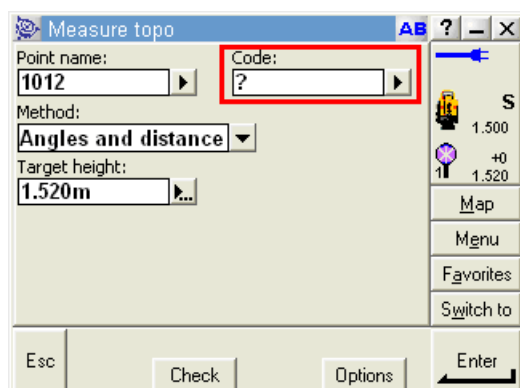 Measure topo AB ? – X
Point name: Code:
1012 ?
Method:
Angles and distance
Target height:
1.520m
S
1.500
+0
1 1.520
Map
Menu
Favorites
Switch to
Esc Check Options Enter